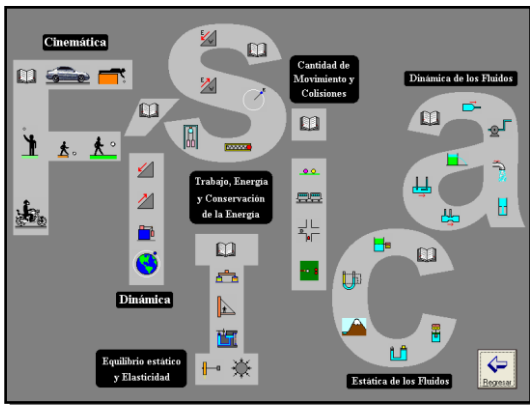 Cinemática
Cantidad de
Movimiento y
Colisiones
Dinámica de los Fluidos
Trabajo, Energía
y Conservación
de la Energía
Dinámica
Equilibrio estático
y Elasticidad
Estática de los Fluidos
Regresar
Física